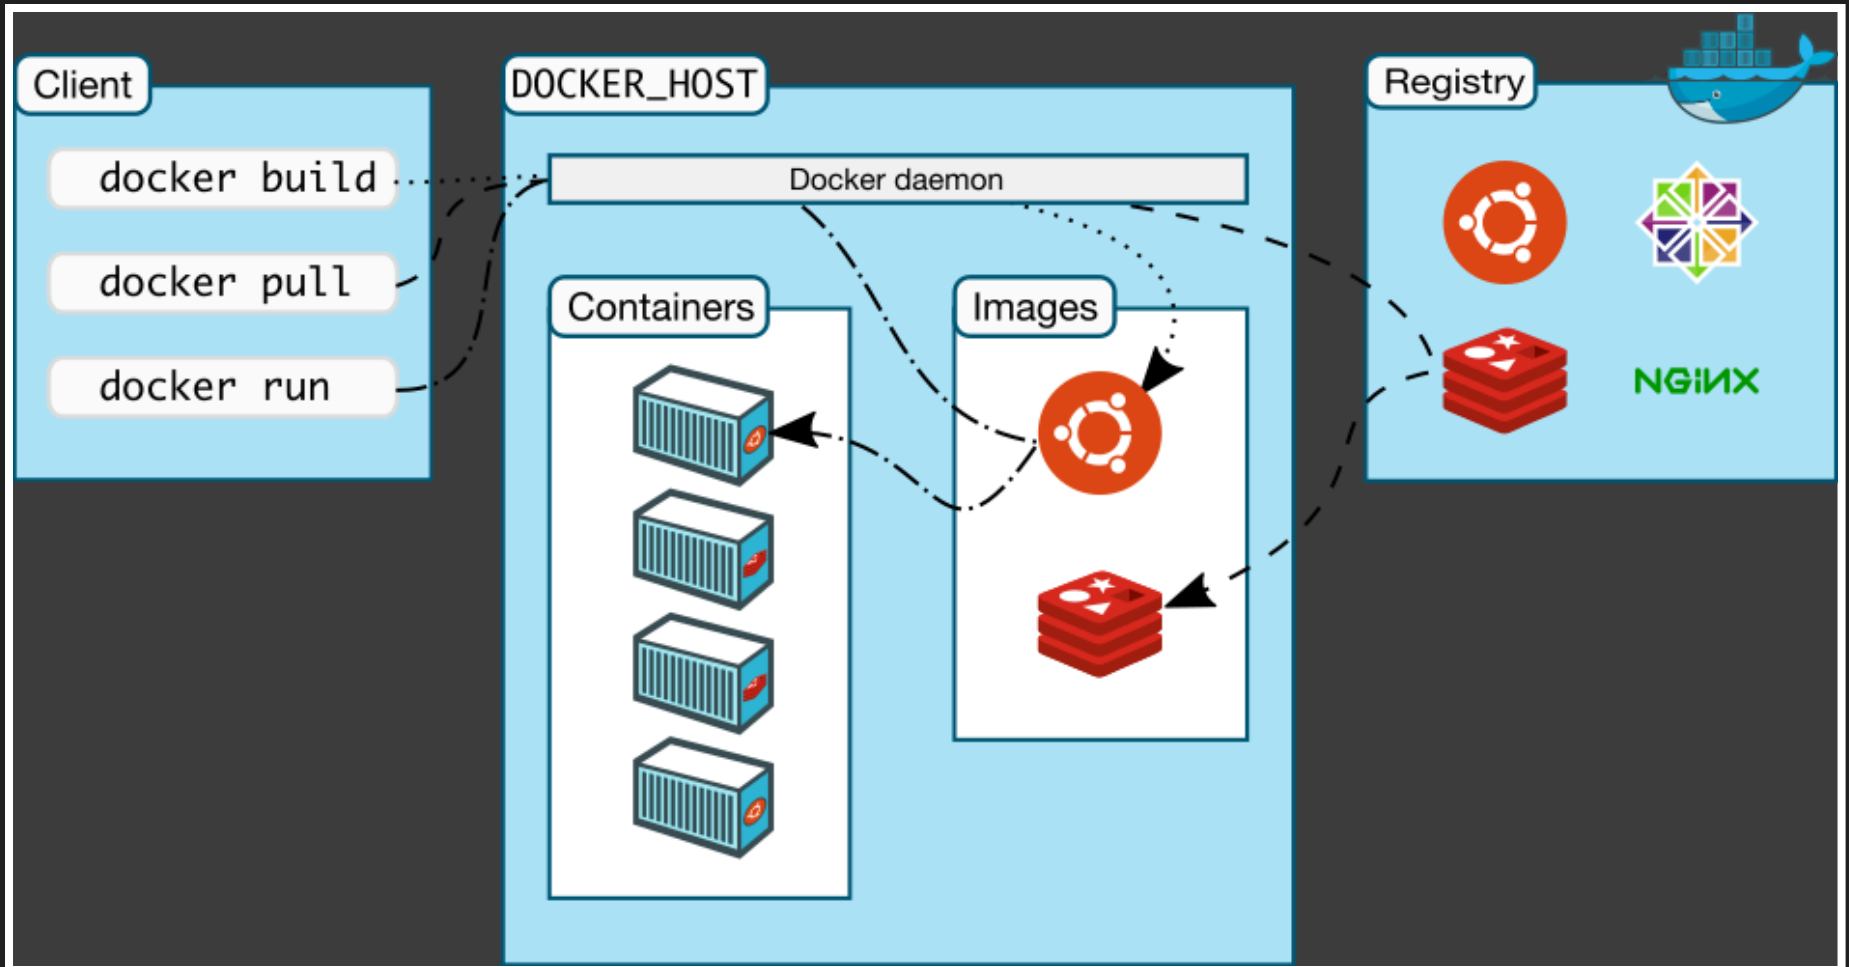 Client
docker build
docker pull
docker run
DOCKER_HOST
Docker daemon
Containers
Images
Registry
NGiNX